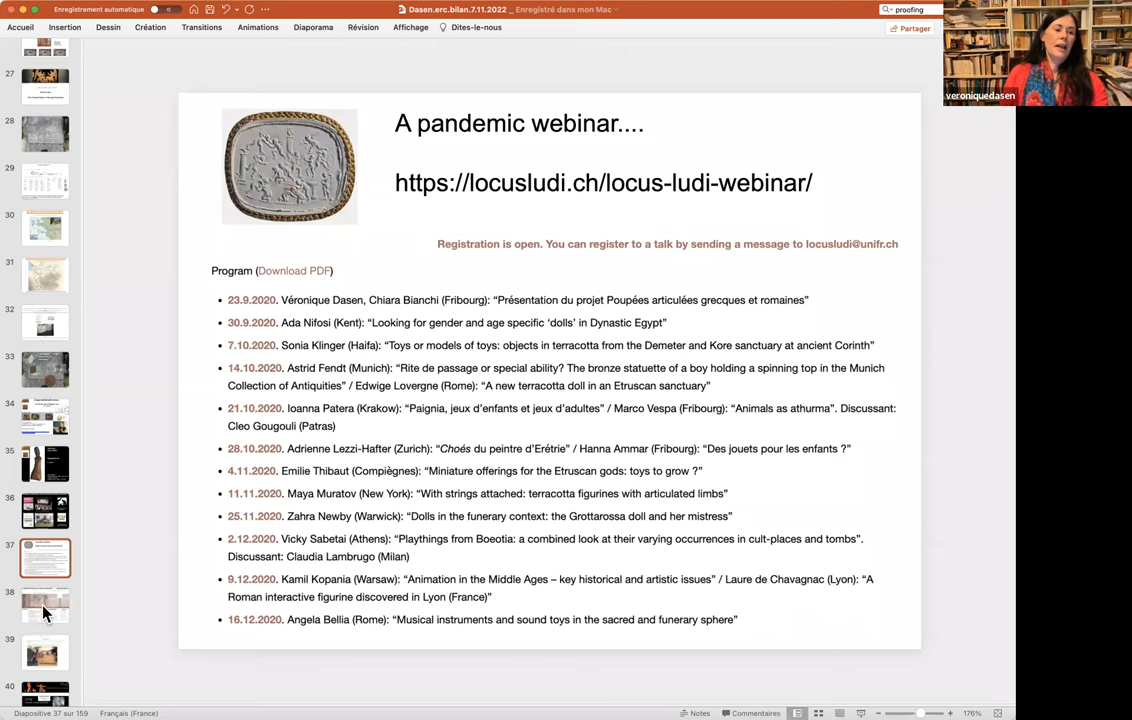 Enregistrement automatique
Dasen.erc.bilan.7.11.2022 _ Enregistré dans mon Mac
proofing
Accueil Insertion Dessin Création Transitions Animations Diaporama Révision Affichage Dites-le-nous
Partager
veroniquedasen
27
28
29
30
31
32
33
34
35
36
37
38
39
40
A pandemic webinar....
https://locusludi.ch/locus-ludi-webinar/
Registration is open. You can register to a talk by sending a message to locusludi@unifr.ch
Program (Download PDF)
• 23.9.2020. Véronique Dasen, Chiara Bianchi (Fribourg): “Présentation du projet Poupées articulées grecques et romaines”
• 30.9.2020. Ada Nifosi (Kent): “Looking for gender and age specific ‘dolls’ in Dynastic Egypt”
• 7.10.2020. Sonia Klinger (Haifa): “Toys or models of toys: objects in terracotta from the Demeter and Kore sanctuary at ancient Corinth”
• 14.10.2020. Astrid Fendt (Munich): “Rite de passage or special ability? The bronze statuette of a boy holding a spinning top in the Munich
Collection of Antiquities” / Edwige Lovergne (Rome): “A new terracotta doll in an Etruscan sanctuary”
• 21.10.2020. Ioanna Patera (Krakow): “Paignia, jeux d’enfants et jeux d’adultes” / Marco Vespa (Fribourg): “Animals as athurma”. Discussant:
Cleo Gougouli (Patras)
• 28.10.2020. Adrienne Lezzi-Hafter (Zurich): “Choés du peintre d’Erétrie” / Hanna Ammar (Fribourg): “Des jouets pour les enfants ?”
• 4.11.2020. Emilie Thibaut (Compiègnes): “Miniature offerings for the Etruscan gods: toys to grow ?”
• 11.11.2020. Maya Muratov (New York): “With strings attached: terracotta figurines with articulated limbs”
• 25.11.2020. Zahra Newby (Warwick): “Dolls in the funerary context: the Grottarossa doll and her mistress”
• 2.12.2020. Vicky Sabetai (Athens): “Playthings from Boeotia: a combined look at their varying occurrences in cult-places and tombs”.
Discussant: Claudia Lambrugo (Milan)
• 9.12.2020. Kamil Kopania (Warsaw): “Animation in the Middle Ages – key historical and artistic issues” / Laure de Chavagnac (Lyon): “A
Roman interactive figurine discovered in Lyon (France)”
• 16.12.2020. Angela Bellia (Rome): “Musical instruments and sound toys in the sacred and funerary sphere”
Diapositive 37 sur 159 Français (France)
Notes Commentaires 176%